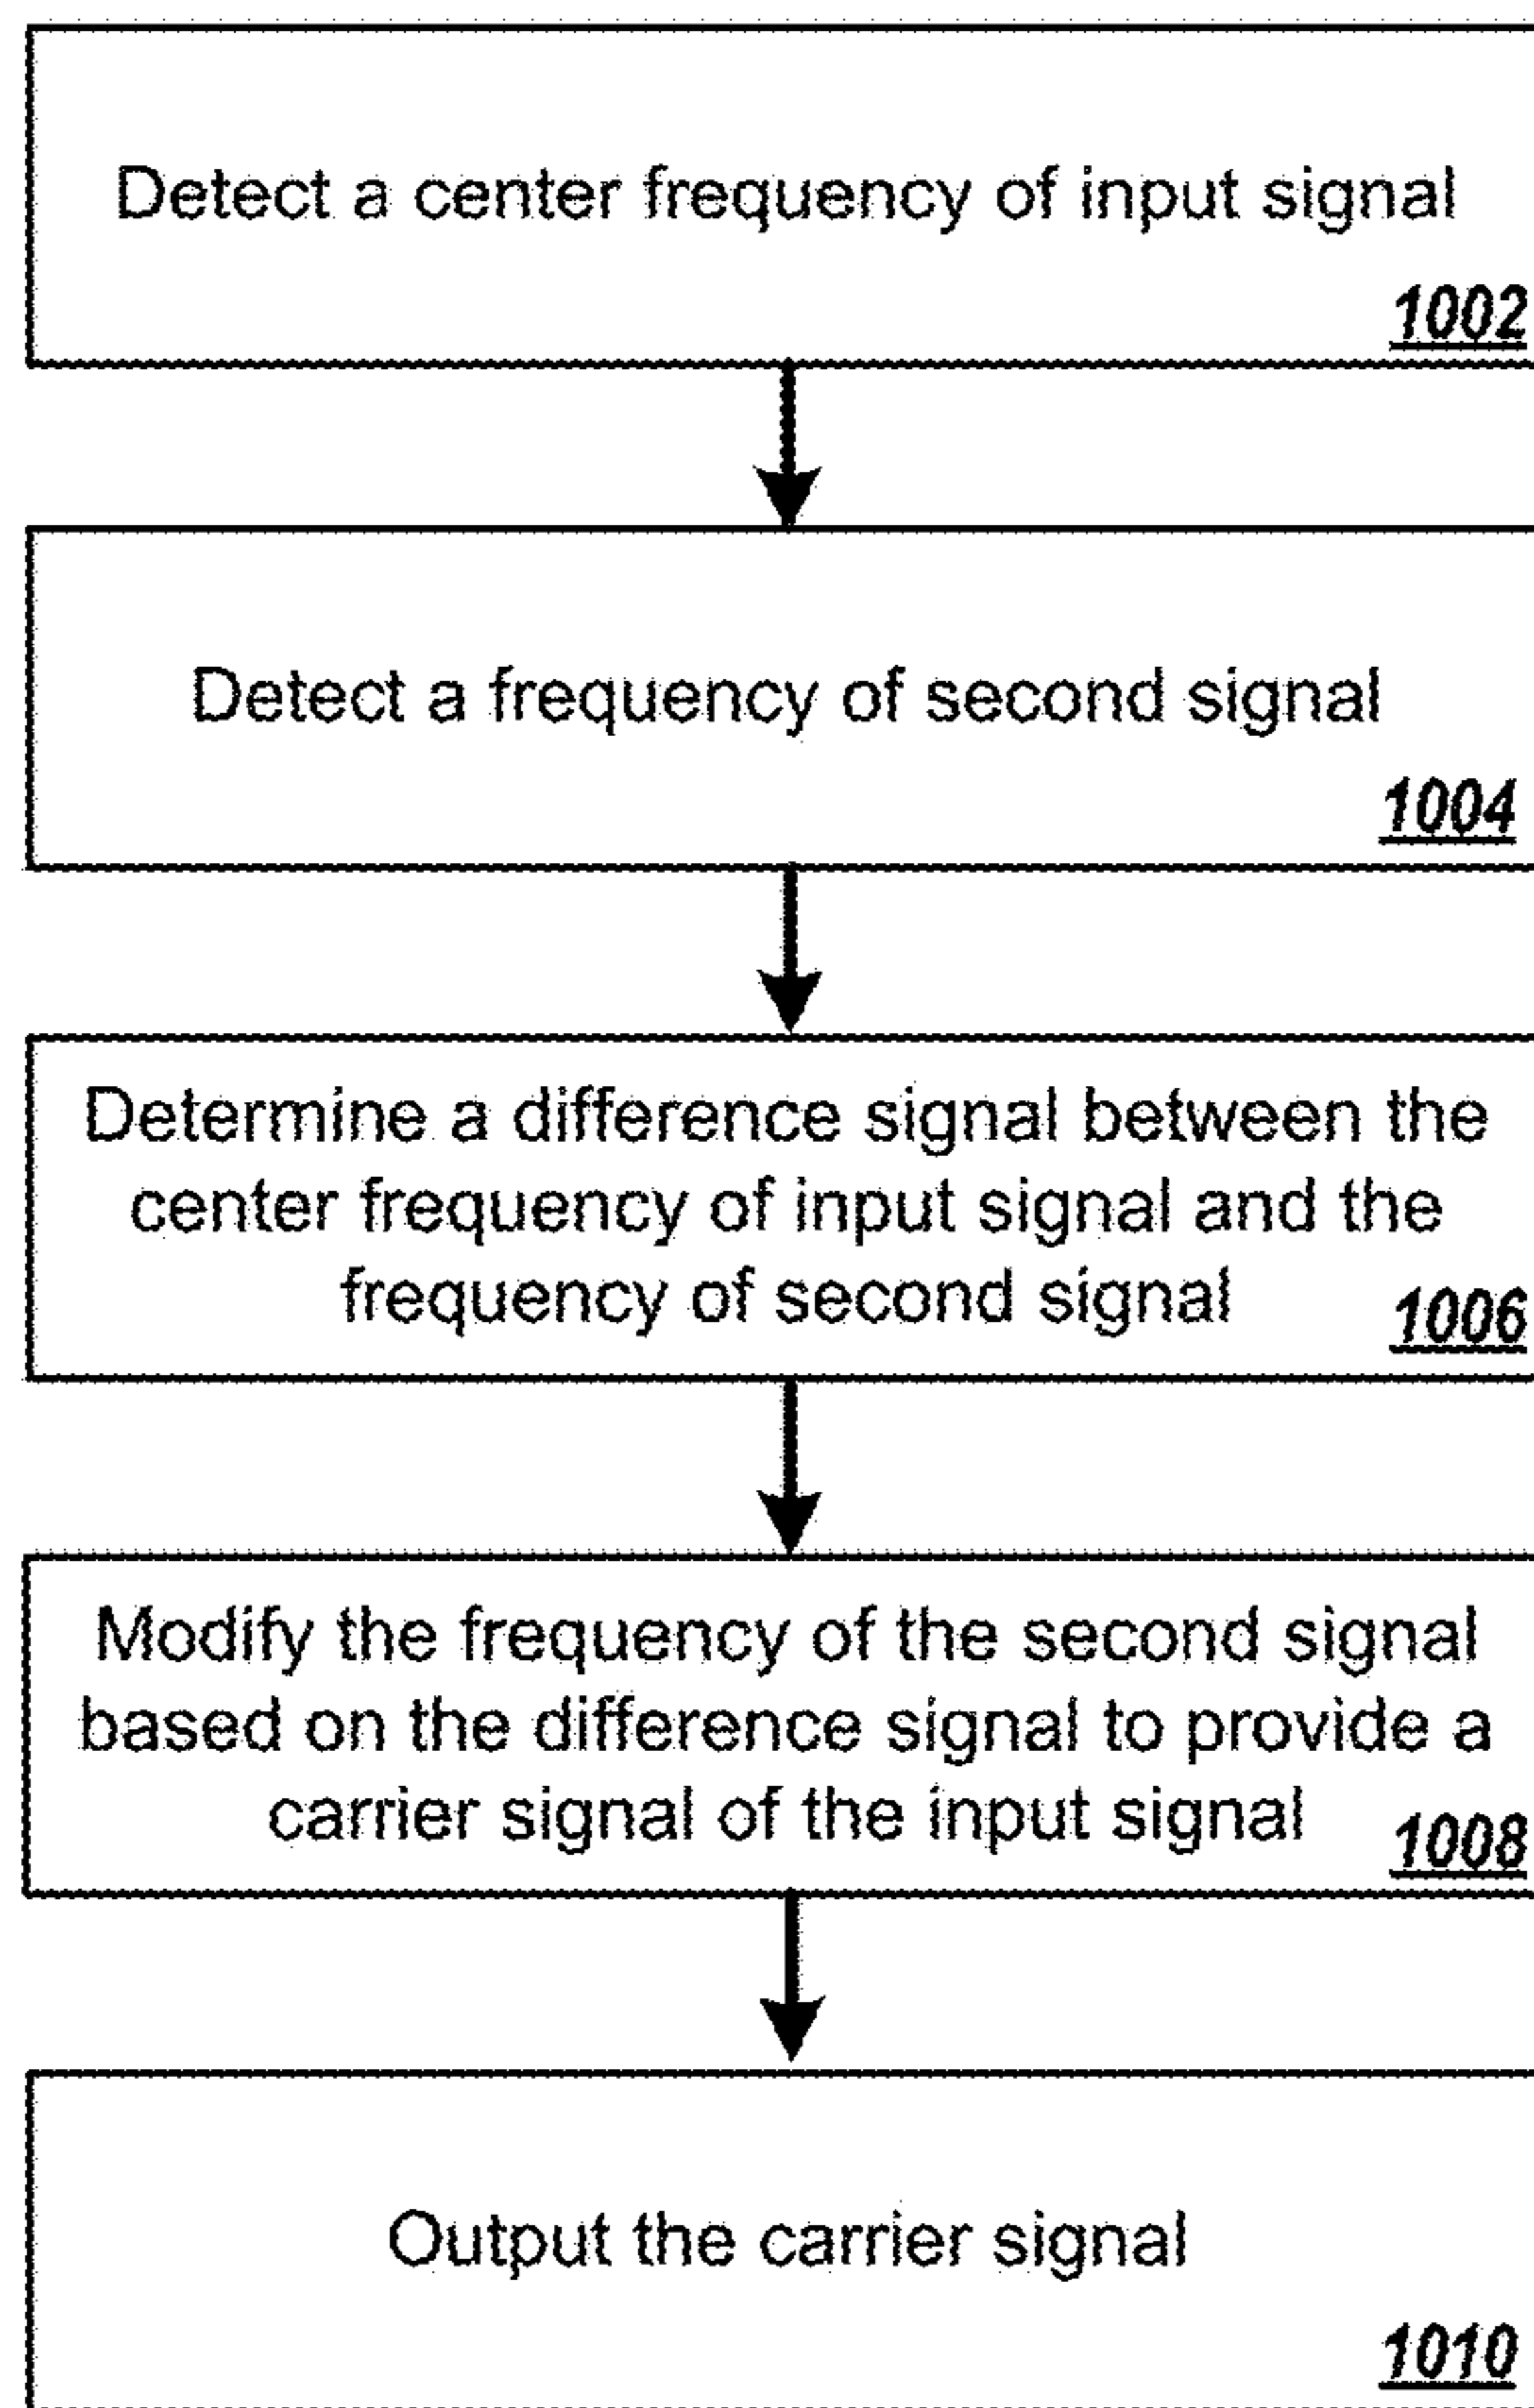 Detect a center frequency of input signal
1002
Detect a frequency of second signal
1004
Determine a difference signal between the
center frequency of input signal and the
frequency of second signal
1006
Modify the frequency of the second signal
based on the difference signal to provide a
carrier signal of the input signal
1008
Output the carrier signal
1010